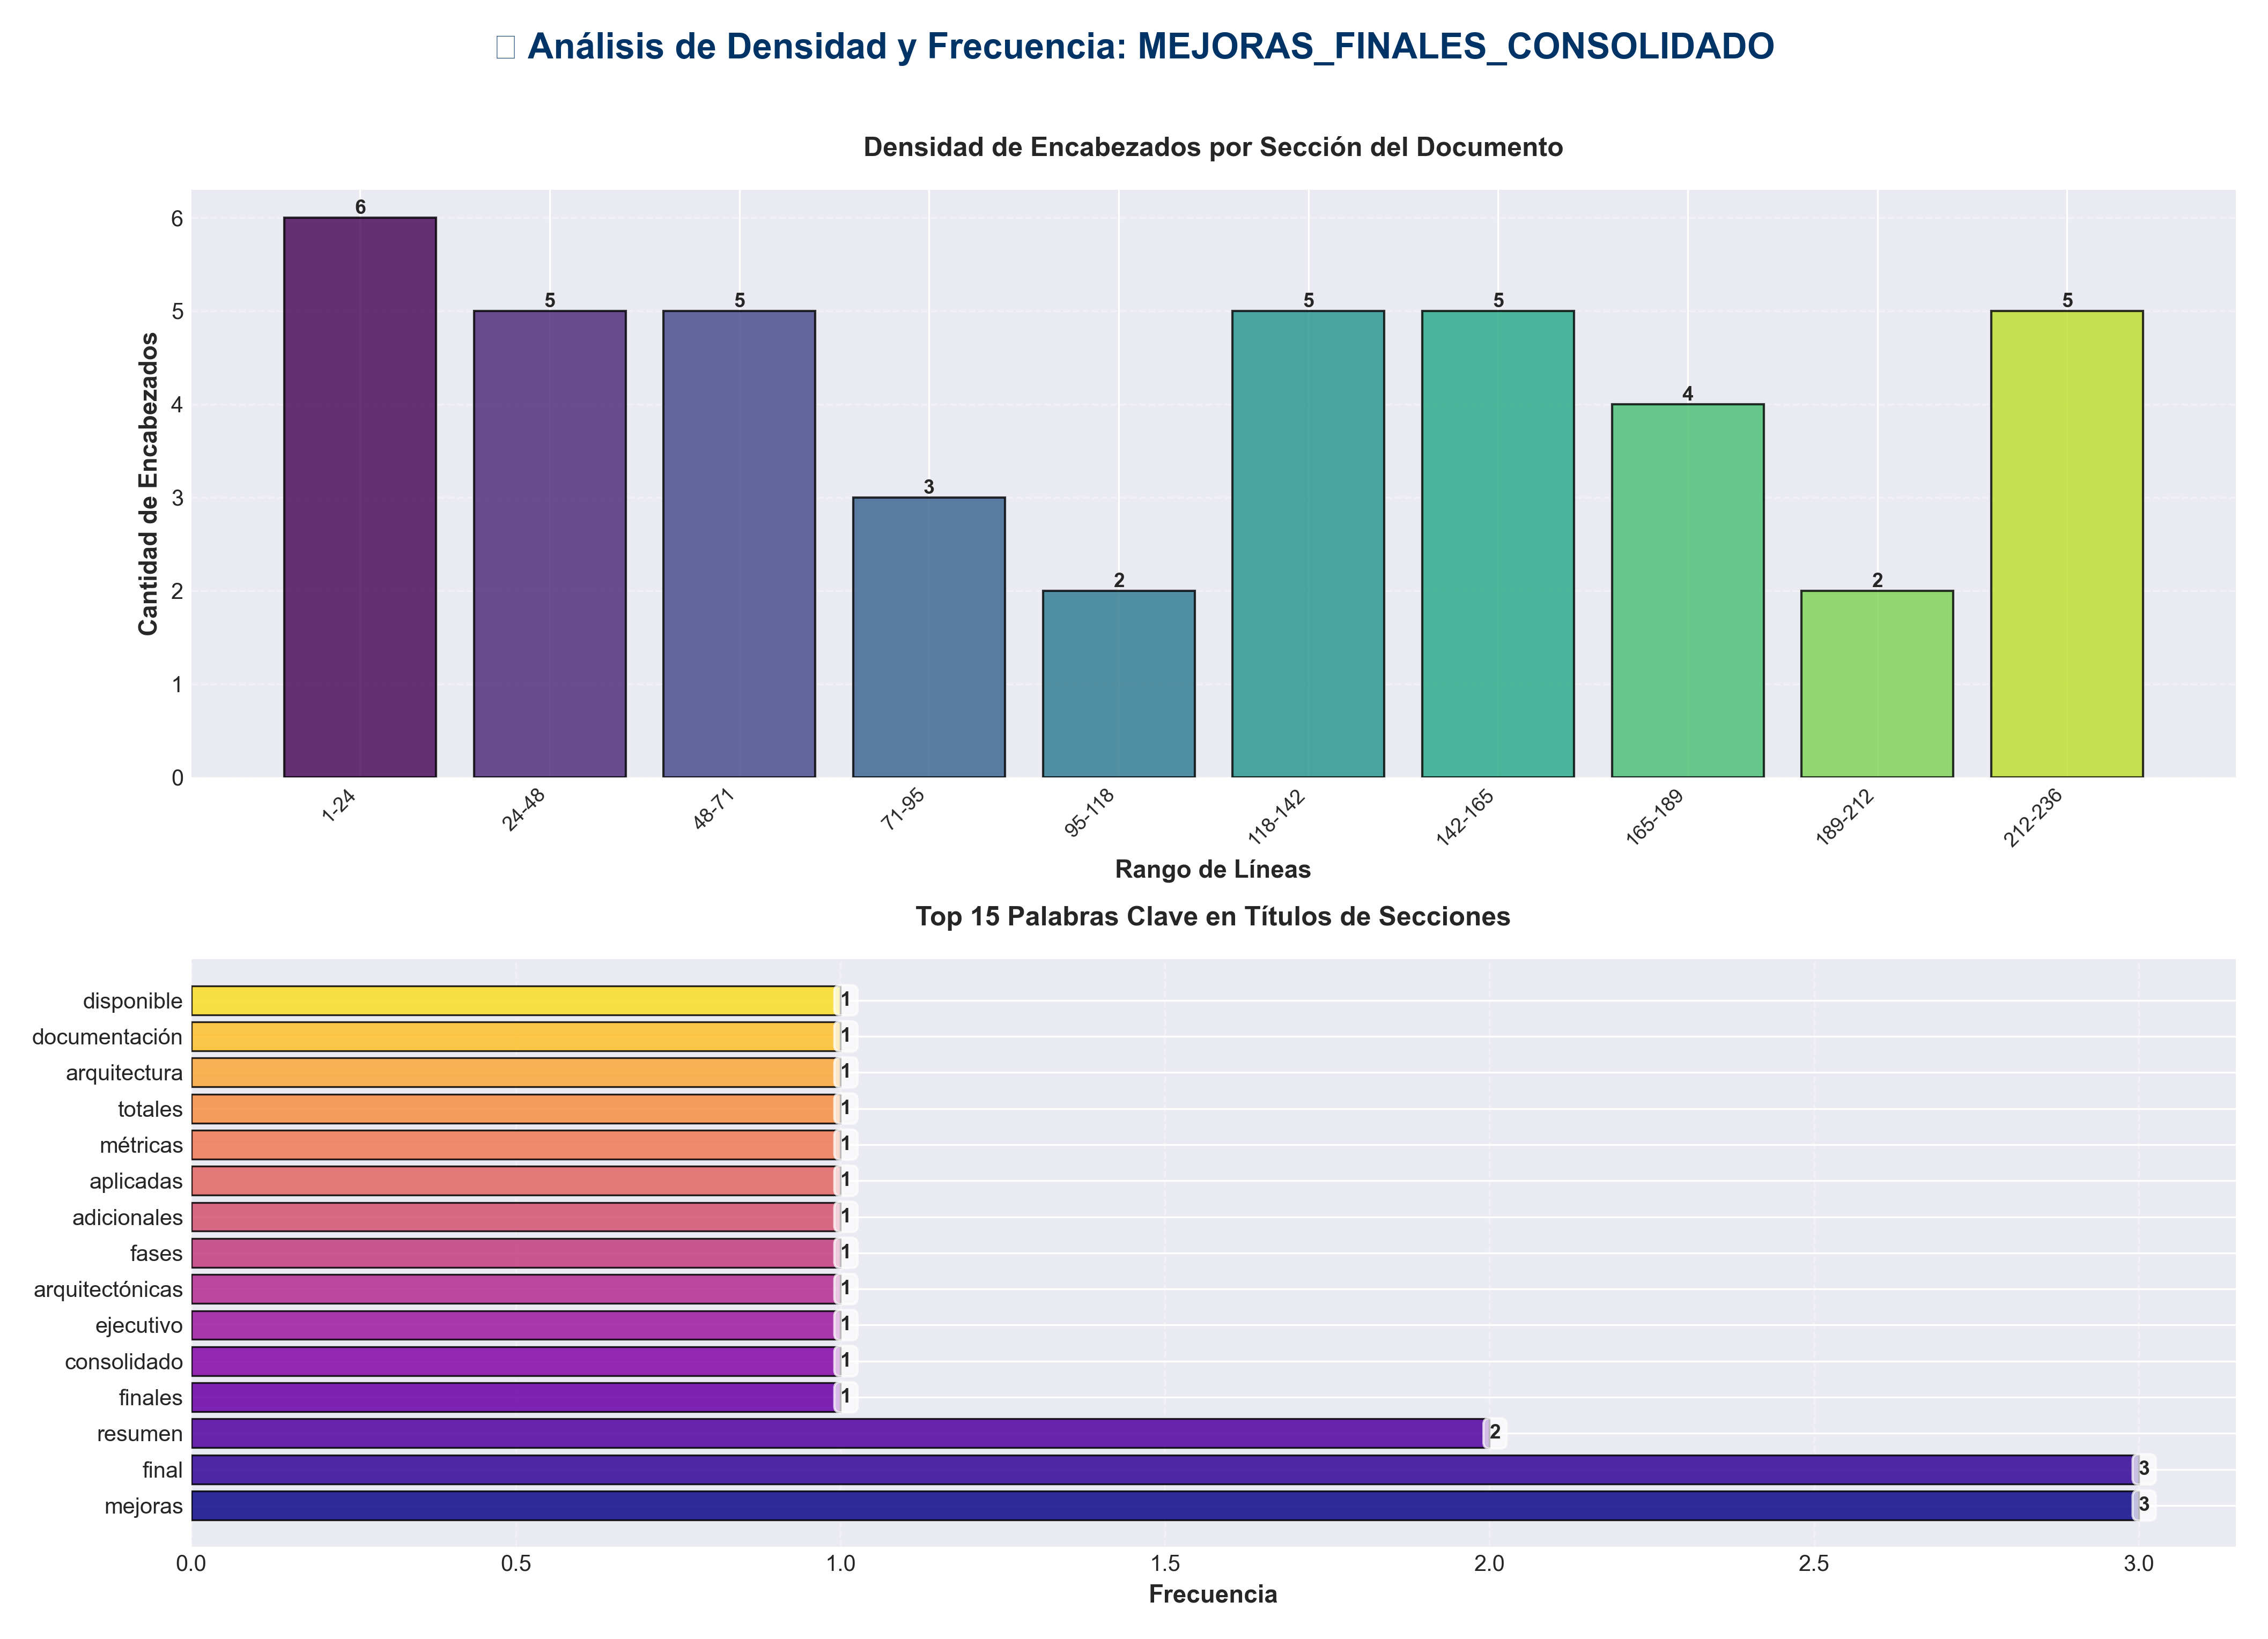 Análisis de Densidad y Frecuencia: MEJORAS_FINALES_CONSOLIDADO
Densidad de Encabezados por Sección del Documento
Cantidad de Encabezados
6
5
4
3
2
1
0
6
5
5
3
2
5
5
4
2
5
1-24
24-48
48-71
71-95
95-118
118-142
142-165
165-189
189-212
212-236
Rango de Líneas
Top 15 Palabras Clave en Títulos de Secciones
disponible 1
documentación 1
arquitectura 1
totales 1
métricas 1
aplicadas 1
adicionales 1
fases 1
arquitectónicas 1
ejecutivo 1
consolidado 1
finales 1
resumen 2
final 3
mejoras 3
0.0 0.5 1.0 1.5 2.0 2.5 3.0
Frecuencia